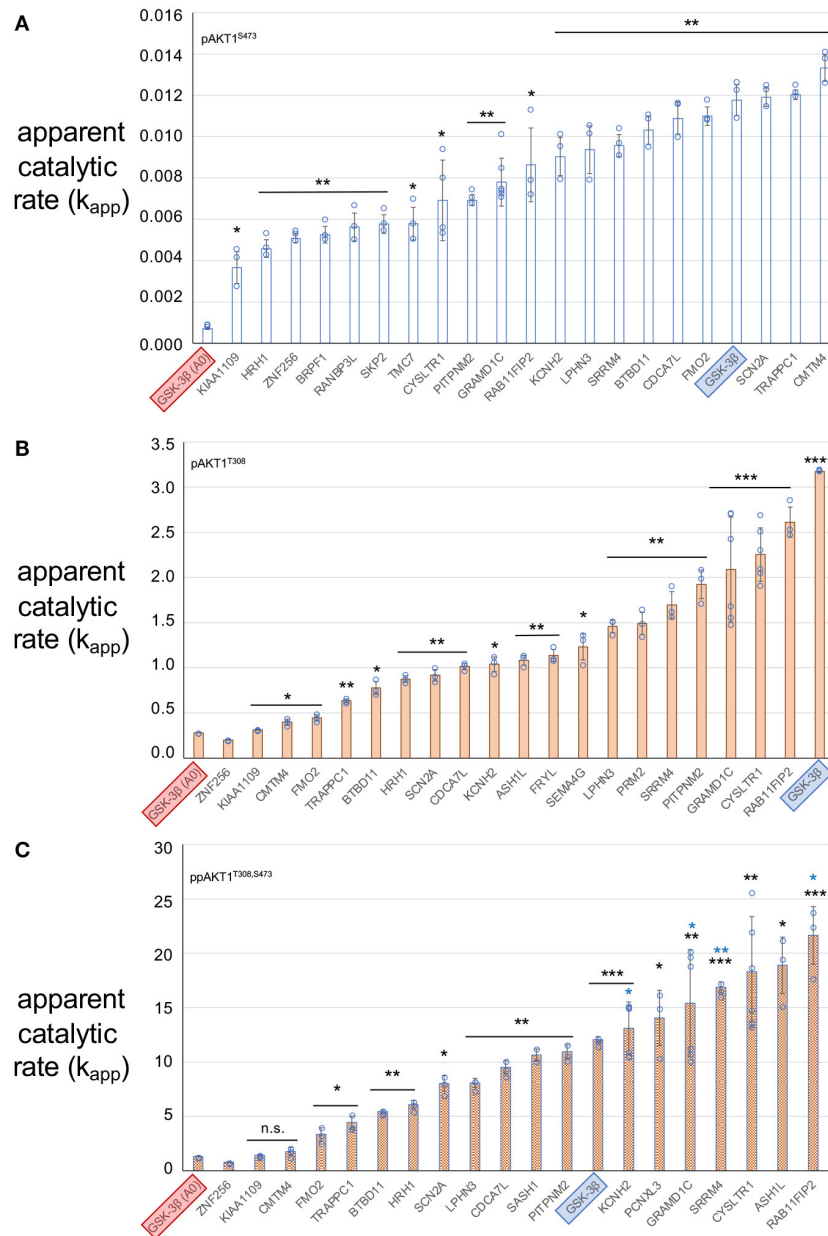 A
pAKT1S473
**
0.016
0.014
0.012
0.010
0.008
0.006
0.004
0.002
0.000
apparent
catalytic
rate (kapp)
*
**
*
*
**
*
GSK-3β (A0)
KIAA1109
HRH1
ZNF256
BRPF1
RANBP3L
SKP2
TMC7
CYSLTR1
PITPNM2
GRAMD1C
RAB11FIP2
KCNH2
LPHN3
SRRM4
BTBD11
CDCA7L
FMO2
GSK-3β
SCN2A
TRAPPC1
CMTM4
B
pAKT1T308
3.5
3.0
2.5
2.0
1.5
1.0
0.5
0.0
apparent
catalytic
rate (kapp)
*
**
*
**
*
**
*
**
***
****
GSK-3β (A0)
ZNF256
KIAA1109
CMTM4
FMO2
TRAPPC1
BTBD11
HRH1
SCN2A
CDCA7L
KCNH2
ASH1L
FRYL
SEMA4G
LPHN3
PRM2
SRRM4
PITPNM2
GRAMD1C
CYSLTR1
RAB11FIP2
GSK-3β
C
ppAKT1T308,S473
30
25
20
15
10
5
0
apparent
catalytic
rate (kapp)
n.s.
*
**
*
**
***
*
*
*
**
**
***
**
*
*
***
GSK-3β (A0)
ZNF256
KIAA1109
CMTM4
FMO2
TRAPPC1
BTBD11
HRH1
SCN2A
LPHN3
CDCA7L
SASH1
PITPNM2
GSK-3β
KCNH2
PCNXL3
GRAMD1C
SRRM4
CYSLTR1
ASH1L
RAB11FIP2